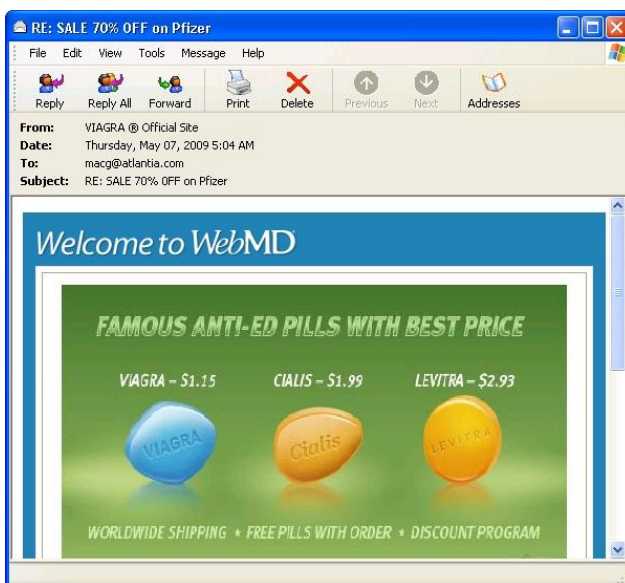 RE: SALE 70% OFF on Pfizer
File Edit View Tools Message Help
Reply Reply All Forward Print Delete Previous Next Addresses
From: VIAGRA ® Official Site
Date: Thursday, May 07, 2009 5:04 AM
To: macg@atlantia.com
Subject: RE: SALE 70% 0FF on Pfizer
Welcome to WebMD
FAMOUS ANTI-ED PILLS WITH BEST PRICE
VIAGRA – $1.15 CIALIS – $1.99 LEVITRA – $2.93
VIAGRA Cialis LEVITRA
WORLDWIDE SHIPPING * FREE PILLS WITH ORDER * DISCOUNT PROGRAM